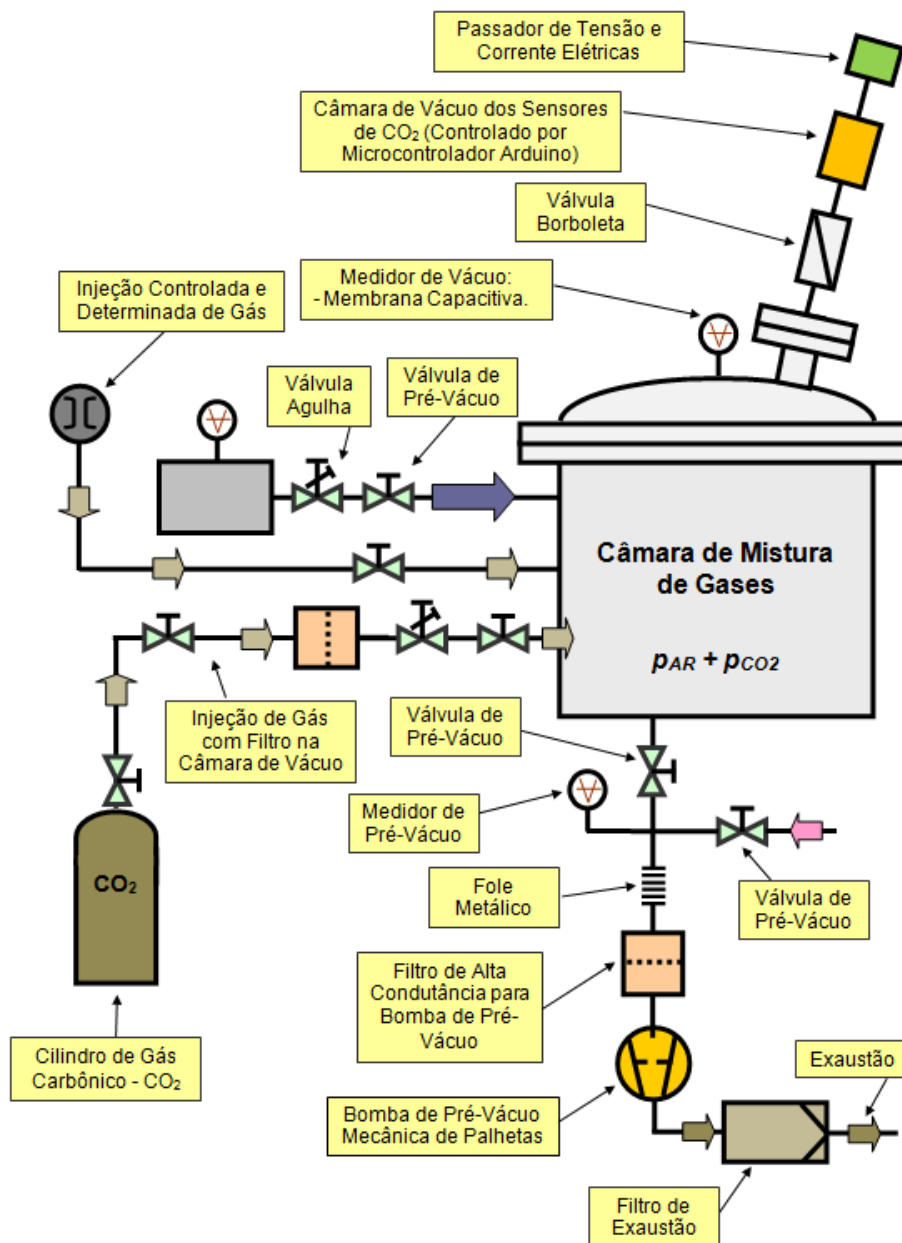 Passador de Tensão e
Corrente Elétricas
Câmara de Vácuo dos Sensores
de CO₂ (Controlado por
Microcontrolador Arduino)
Válvula
Borboleta
Medidor de Vácuo:
- Membrana Capacitiva.
Injeção Controlada e
Determinada de Gás
Válvula
Agulha
Válvula de
Pré-Vácuo
Câmara de Mistura
de Gases
pAR + pCO2
Injeção de Gás
com Filtro na
Câmara de Vácuo
Válvula de
Pré-Vácuo
Medidor de
Pré-Vácuo
CO₂
Fole
Metálico
Válvula de
Pré-Vácuo
Filtro de Alta
Condutância para
Bomba de Pré-
Vácuo
Cilindro de Gás
Carbônico - CO₂
Bomba de Pré-Vácuo
Mecânica de Palhetas
Exaustão
Filtro de
Exaustão